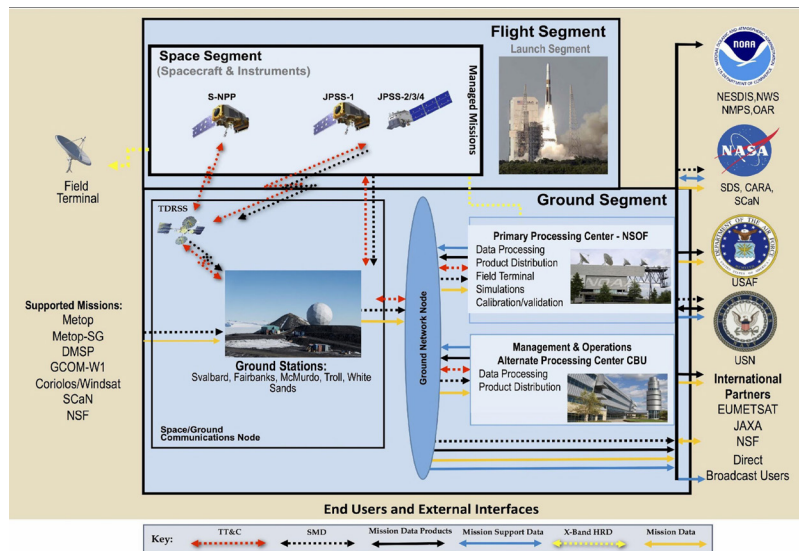 Flight Segment
Launch Segment
Space Segment
(Spacecraft & Instruments)
Managed Missions
S-NPP
JPSS-1
JPSS-2/3/4
NOAA
NESDIS,NWS
NMPS,OAR
NASA
SDS, CARA,
SCaN
DEPARTMENT OF THE AIR FORCE
USAF
USN
International
Partners
EUMETSAT
JAXA
NSF
Direct
Broadcast Users
Field
Terminal
Ground Segment
TDRSS
Ground Network Node
Primary Processing Center - NSOF
Data Processing
Product Distribution
Field Terminal
Simulations
Calibration/validation
Management & Operations
Alternate Processing Center CBU
Data Processing
Product Distribution
Supported Missions:
Metop
Metop-SG
DMSP
GCOM-W1
Coriolos/Windsat
SCaN
NSF
Ground Stations:
Svalbard, Fairbanks, McMurdo, Troll, White
Sands
Space/Ground
Communications Node
End Users and External Interfaces
Key:
TT&C
SMD
Mission Data Products
Mission Support Data
X-Band HRD
Mission Data